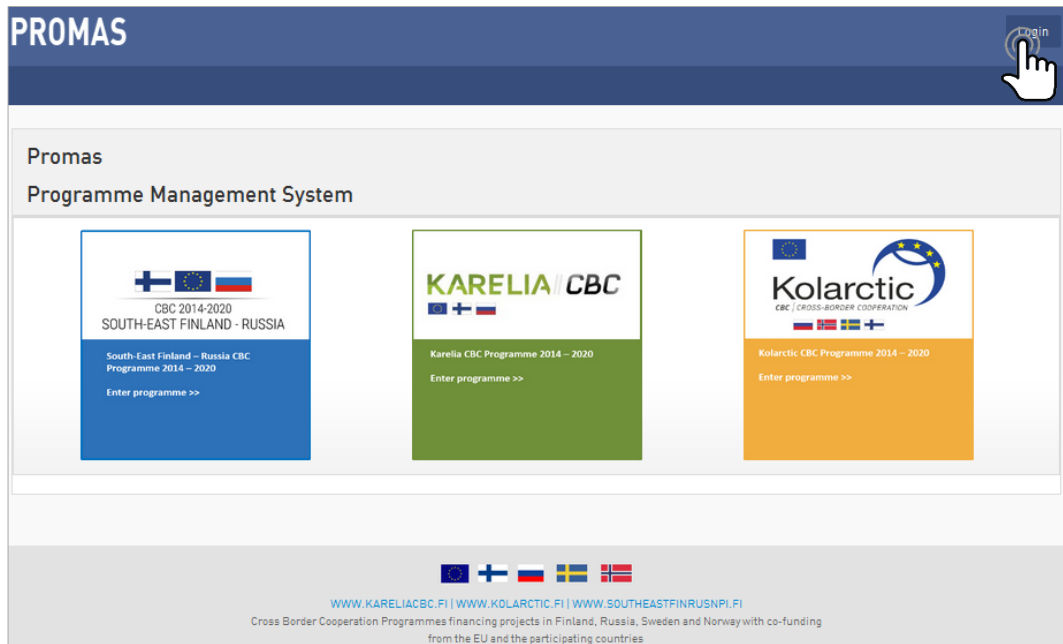 PROMAS
Login
Promas
Programme Management System
CBC 2014-2020
SOUTH-EAST FINLAND - RUSSIA
South-East Finland – Russia CBC
Programme 2014 – 2020
Enter programme >>
KARELIA CBC
Karelia CBC Programme 2014 – 2020
Enter programme >>
Kolarctic
CBC | CROSS-BORDER COOPERATION
Kolarctic CBC Programme 2014 – 2020
Enter programme >>
WWW.KARELIACBC.FI | WWW.KOLARCTIC.FI | WWW.SOUTHEASTFINRUSNPI.FI
Cross Border Cooperation Programmes financing projects in Finland, Russia, Sweden and Norway with co-funding
from the EU and the participating countries